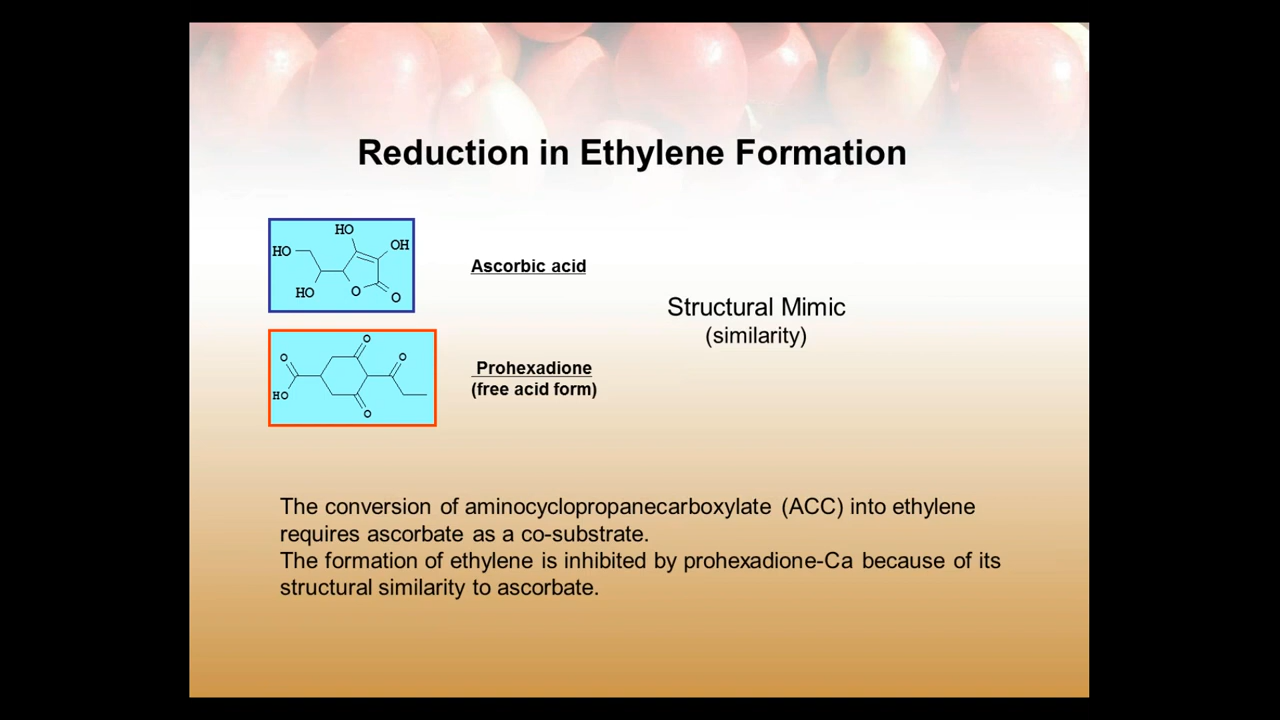 Reduction in Ethylene Formation
HO
OH
HO
HO
O
O
Ascorbic acid
Structural Mimic
(similarity)
O
O
O
HO
O
Prohexadione
(free acid form)
The conversion of aminocyclopropanecarboxylate (ACC) into ethylene
requires ascorbate as a co-substrate.
The formation of ethylene is inhibited by prohexadione-Ca because of its
structural similarity to ascorbate.